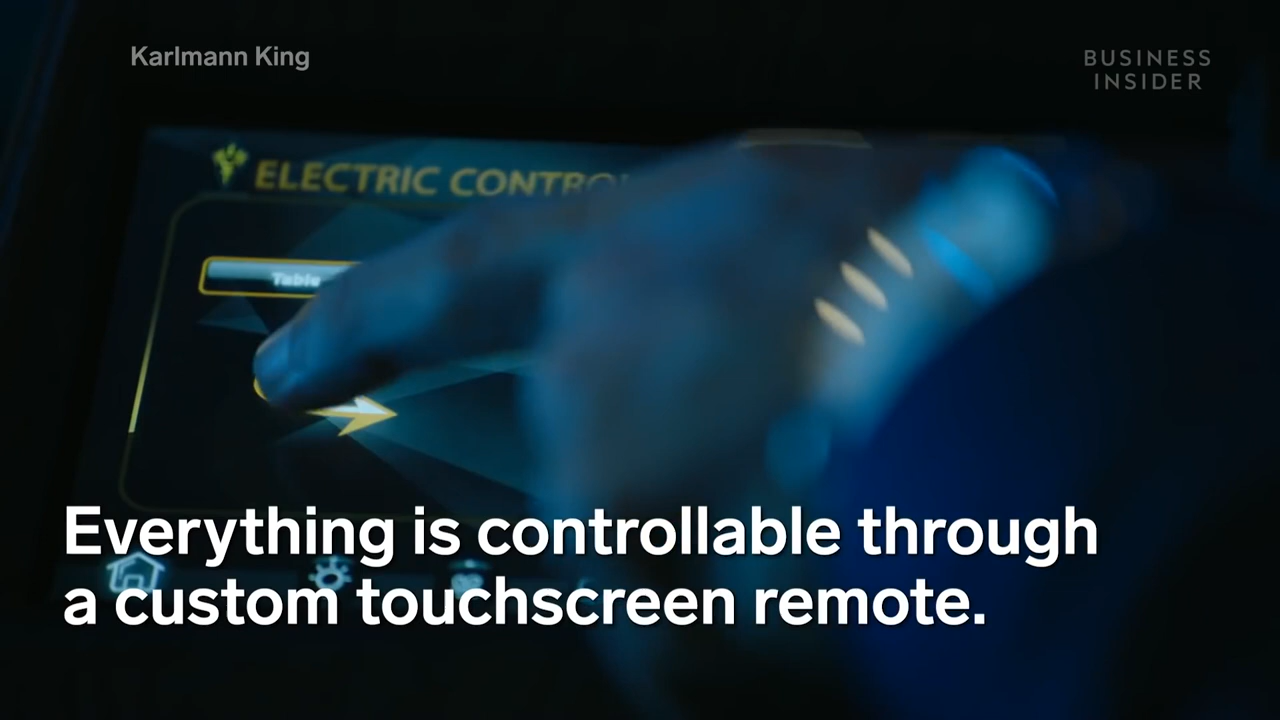 Karlmann King
BUSINESS
INSIDER
ELECTRIC CONTRO
Table
Everything is controllable through
a custom touchscreen remote.